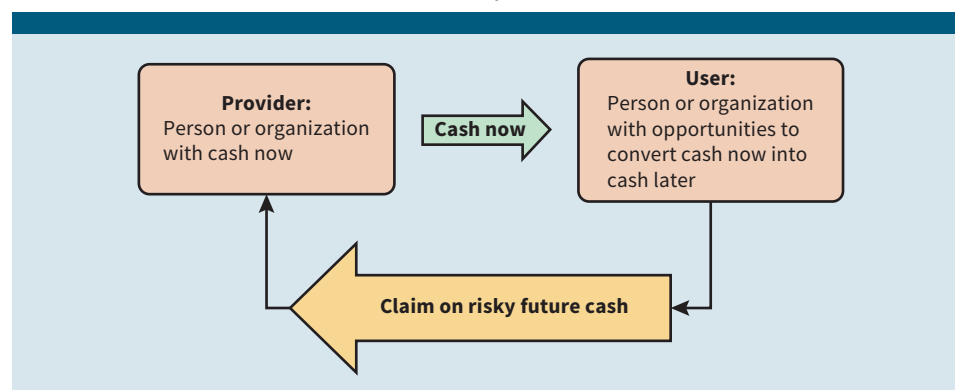 Provider:
Person or organization
with cash now
Cash now
User:
Person or organization
with opportunities to
convert cash now into
cash later
Claim on risky future cash